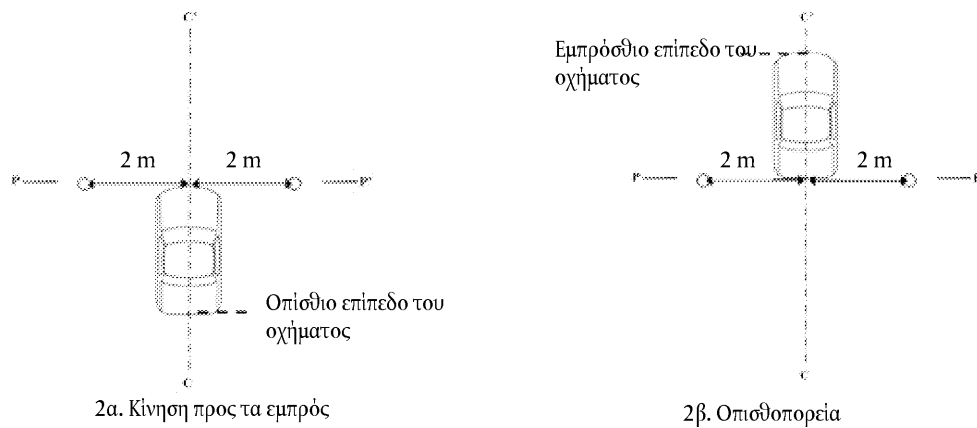 C'
2 m 2 m
P P'
Οπίσθιο επίπεδο του
οχήματος
C
2α. Κίνηση προς τα εμπρός
C'
Εμπρόσθιο επίπεδο του
οχήματος
2 m 2 m
P
C
2β. Οπισθοπορεία